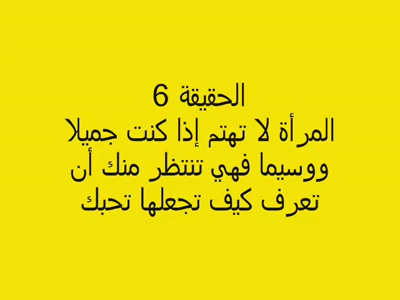 الحقيقة 6
المرأة لا تهتم إذا كنت جميلا
ووسيما فهي تنتظر منك أن
تعرف كيف تجعلها تحبك